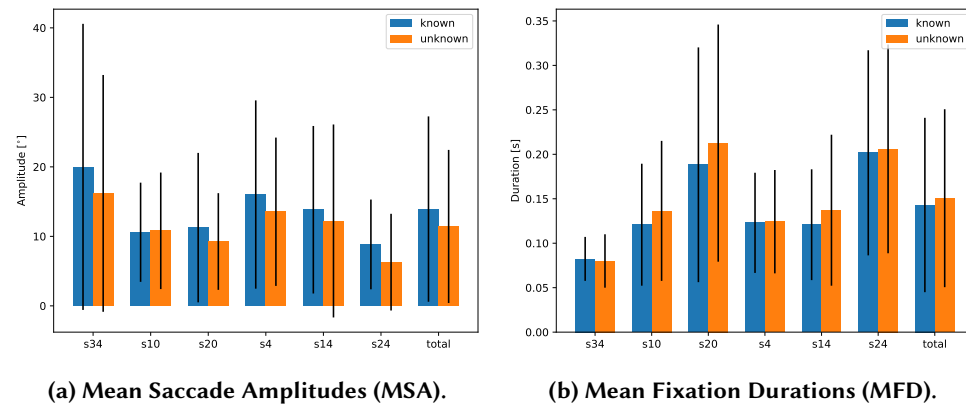 known
unknown
Amplitude [°]
40
30
20
10
0
s34 s10 s20 s4 s14 s24 total
(a) Mean Saccade Amplitudes (MSA).
known
unknown
Duration [s]
0.35
0.30
0.25
0.20
0.15
0.10
0.05
0.00
s34 s10 s20 s4 s14 s24 total
(b) Mean Fixation Durations (MFD).